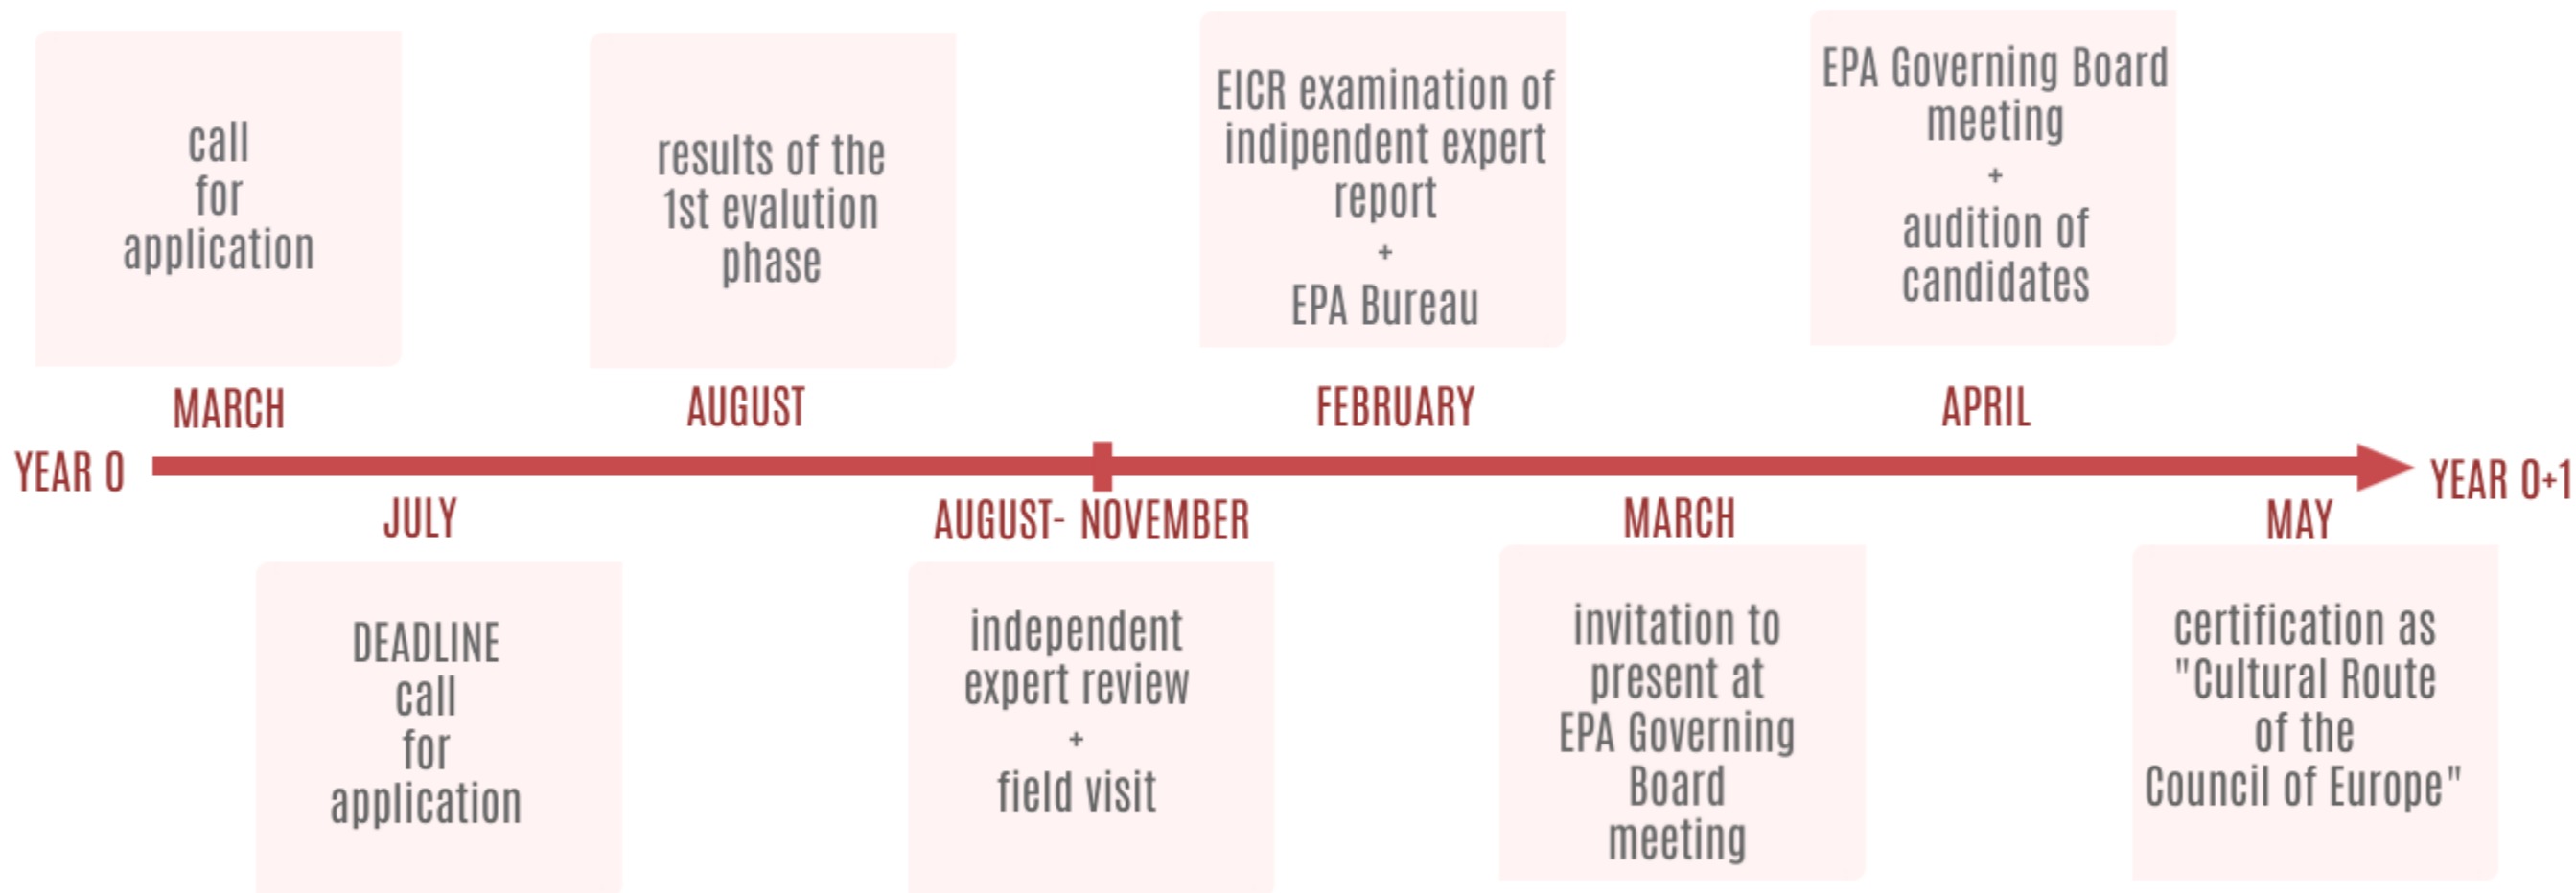 call
for
application
MARCH
results of the
1st evalution
phase
AUGUST
EICR examination of
indipendent expert
report
+
EPA Bureau
FEBRUARY
EPA Governing Board
meeting
+
audition of
candidates
APRIL
YEAR 0
YEAR 0+1
JULY
DEADLINE
call
for
application
AUGUST- NOVEMBER
independent
expert review
+
field visit
MARCH
invitation to
present at
EPA Governing
Board
meeting
MAY
certification as
"Cultural Route
of the
Council of Europe"